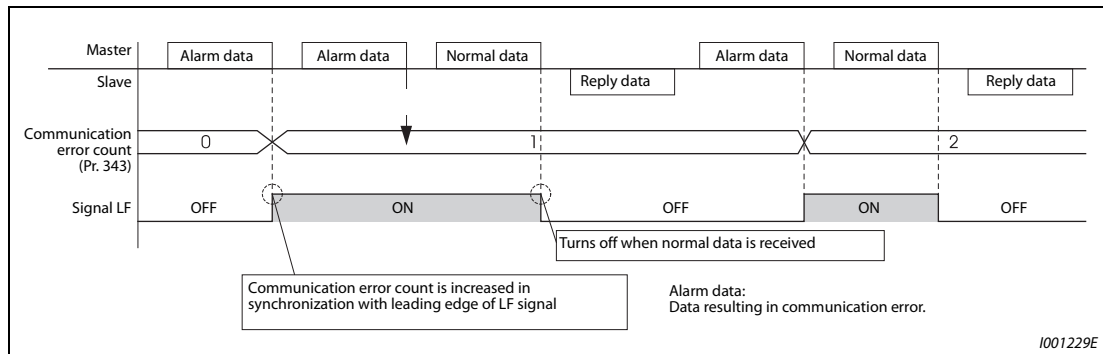 Master
Alarm data
Alarm data
Normal data
Alarm data
Normal data
Slave
Reply data
Reply data
Communication
error count
(Pr. 343)
0
1
2
Signal LF
OFF
ON
OFF
ON
OFF
Turns off when normal data is received
Communication error count is increased in
synchronization with leading edge of LF signal
Alarm data:
Data resulting in communication error.
I001229E